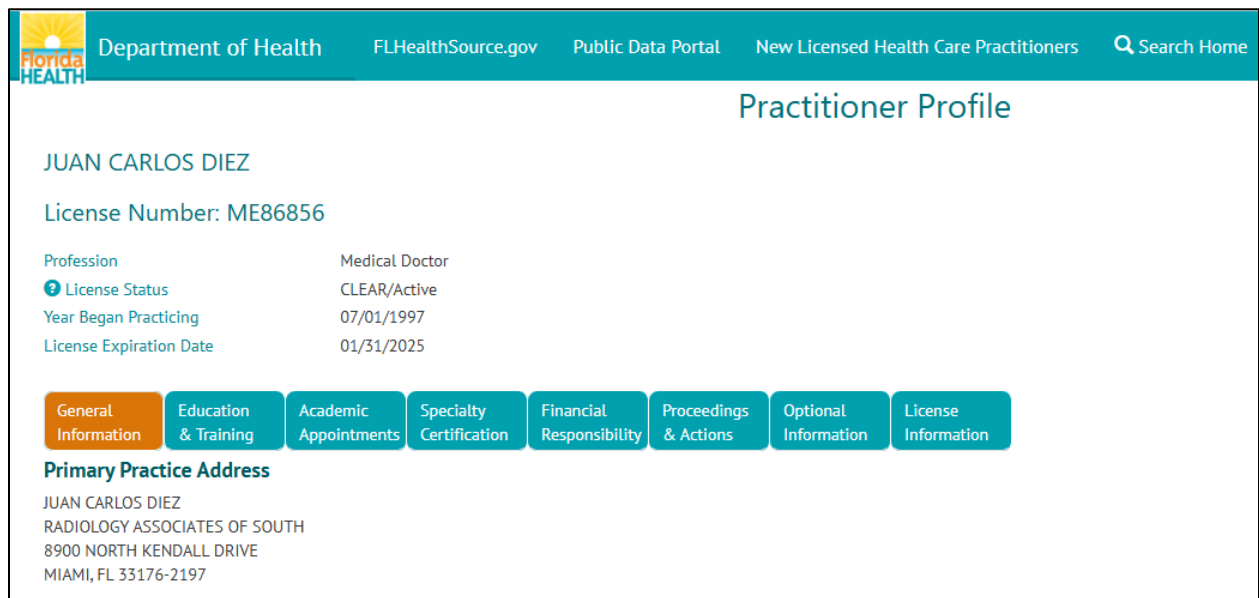 Florida
HEALTH
Department of Health FLHealthSource.gov Public Data Portal New Licensed Health Care Practitioners Search Home
Practitioner Profile
JUAN CARLOS DIEZ
License Number: ME86856
Profession Medical Doctor
? License Status CLEAR/Active
Year Began Practicing 07/01/1997
License Expiration Date 01/31/2025
General Information
Education & Training
Academic Appointments
Specialty Certification
Financial Responsibility
Proceedings & Actions
Optional Information
License Information
Primary Practice Address
JUAN CARLOS DIEZ
RADIOLOGY ASSOCIATES OF SOUTH
8900 NORTH KENDALL DRIVE
MIAMI, FL 33176-2197